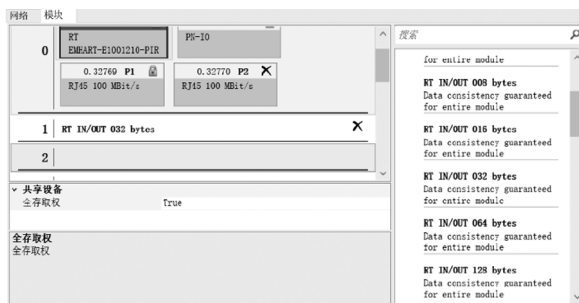 网络 模块
0
RT
EMHART-E1001210-PIR
PN-IO
0.32769 P1
RJ45 100 MBit/s
0.32770 P2
RJ45 100 MBit/s
1 RT IN/OUT 032 bytes
2
共享设备
全存取权 True
全存取权
全存取权
搜索
for entire module
RT IN/OUT 008 bytes
Data consistency guaranteed
for entire module
RT IN/OUT 016 bytes
Data consistency guaranteed
for entire module
RT IN/OUT 032 bytes
Data consistency guaranteed
for entire module
RT IN/OUT 064 bytes
Data consistency guaranteed
for entire module
RT IN/OUT 128 bytes
Data consistency guaranteed
for entire module